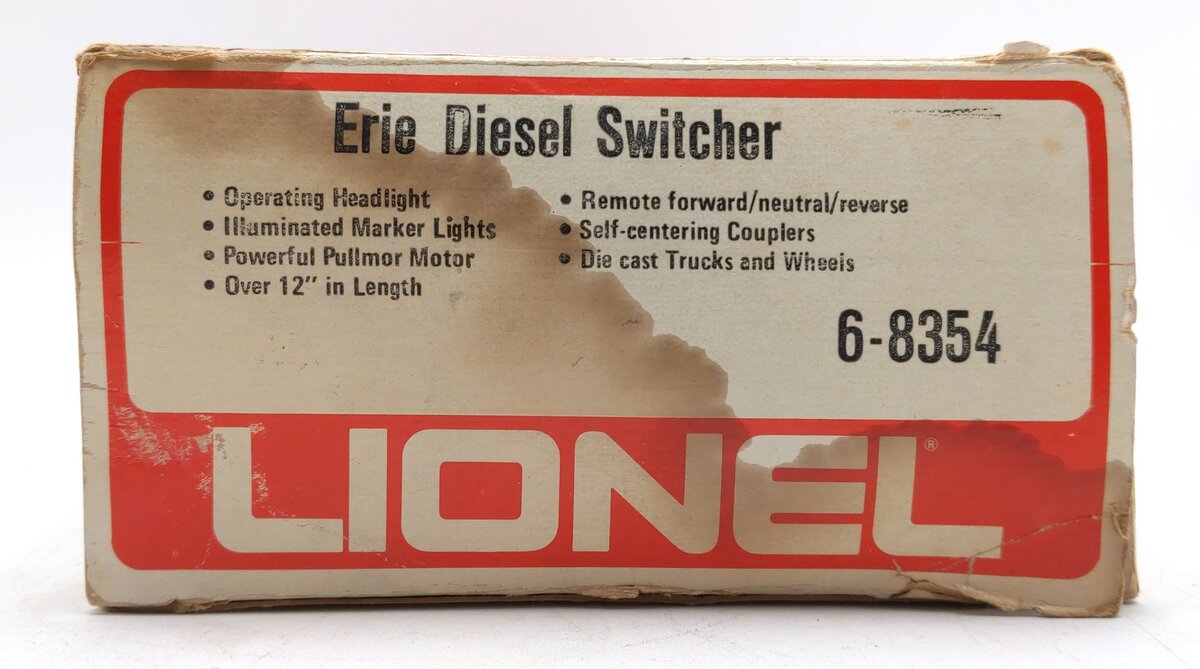 Erie Diesel Switcher
• Operating Headlight
• Illuminated Marker Lights
• Powerful Pullmor Motor
• Over 12" in Length
• Remote forward/neutral/reverse
• Self-centering Couplers
• Die cast Trucks and Wheels
6-8354
LIONEL®